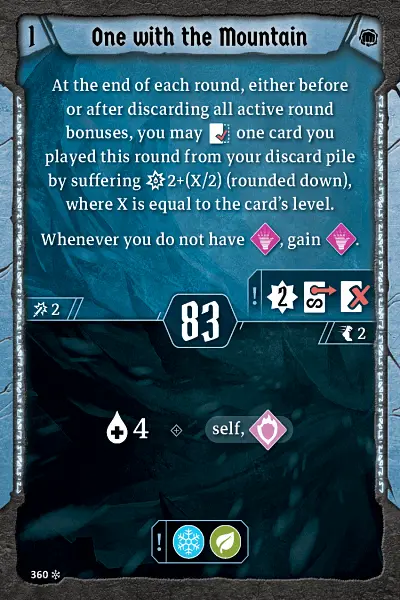 1
One with the Mountain
At the end of each round, either before
or after discarding all active round
bonuses, you may one card you
played this round from your discard pile
by suffering 2+(X/2) (rounded down),
where X is equal to the card's level.
Whenever you do not have , gain .
! 2
2
83
2
4 self,
!
360